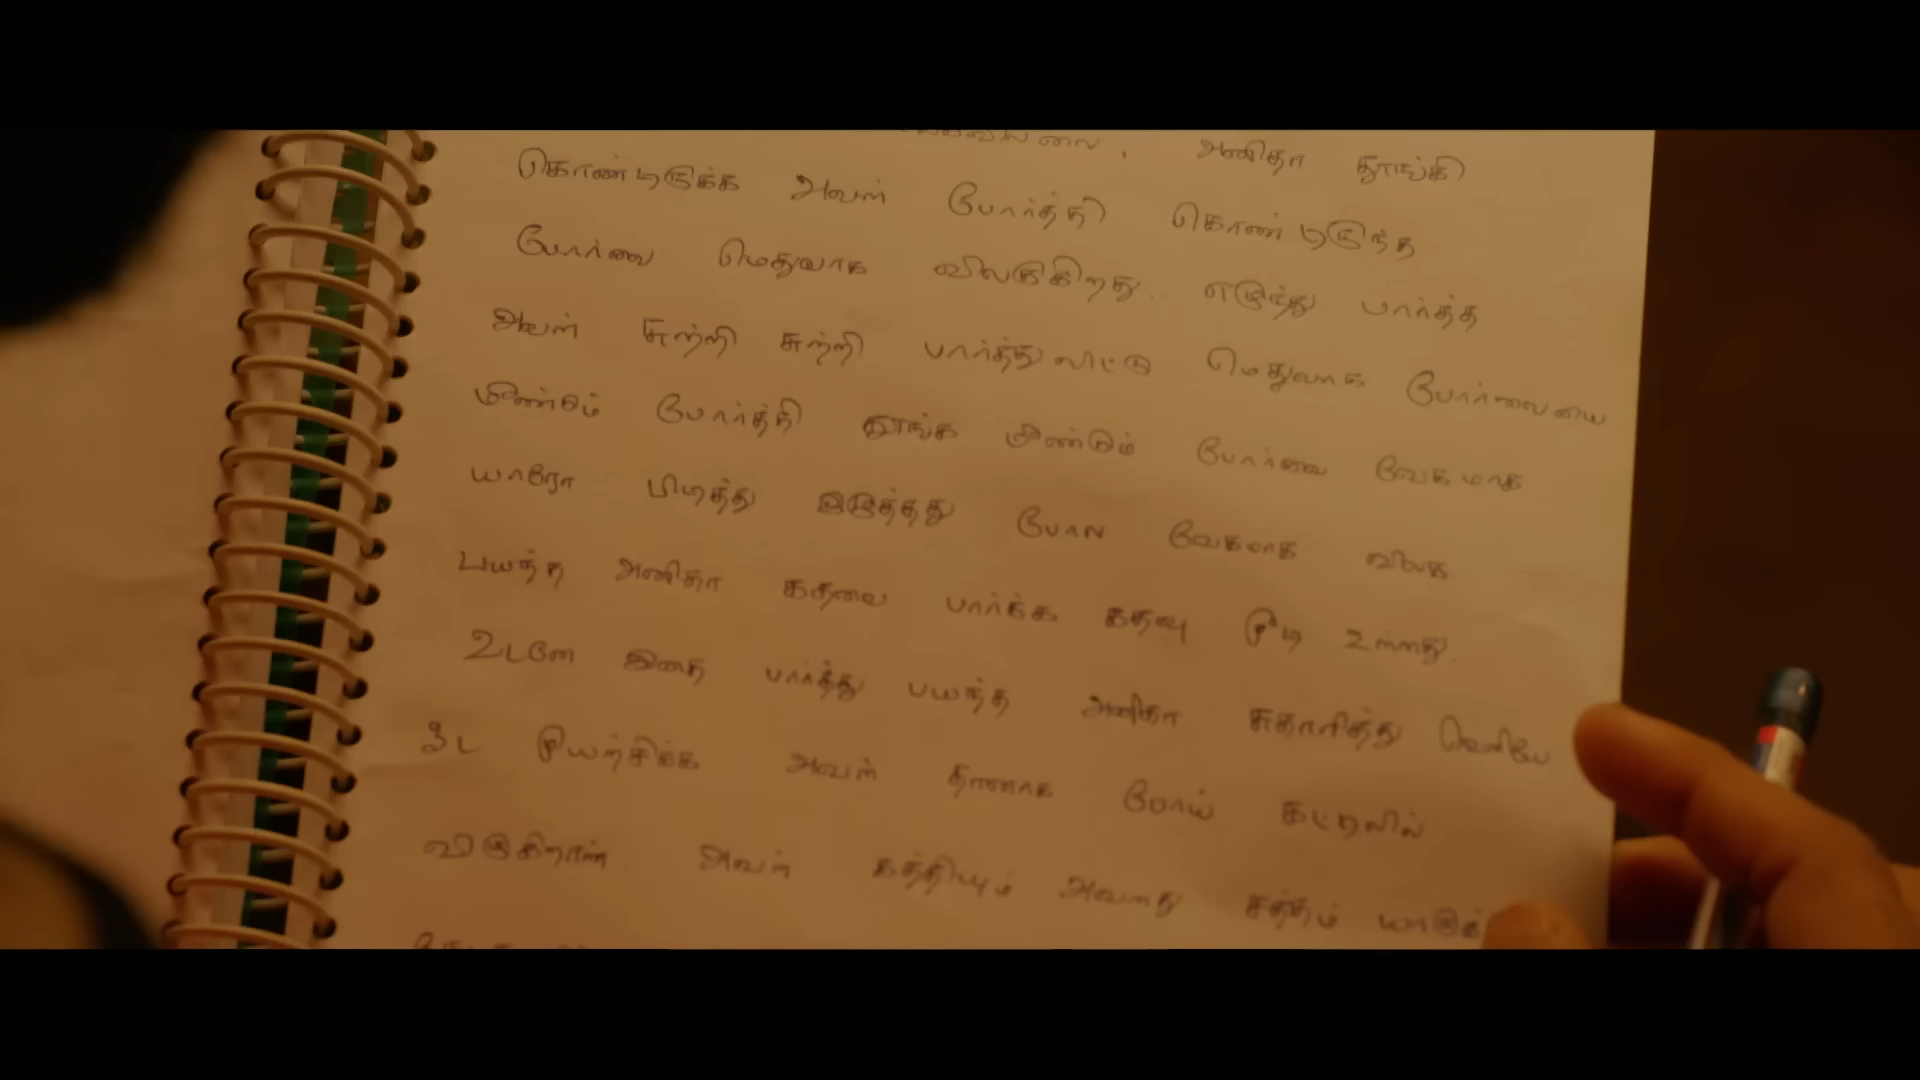 அனிதா தூங்கி
கொண்டிருக்க அவள் போர்த்தி கொண்டிருந்த
போர்வை மெதுவாக விலகுகிறது. எழுந்து பார்த்த
அவள் சுற்றி சுற்றி பார்த்துவிட்டு மெதுவாக போர்வையை
மீண்டும் போர்த்தி தூங்க மீண்டும் போர்வை வேகமாக
யாரோ பிடித்து இழுத்தது போல வேகமாக விலக
பயந்த அனிதா கதவை பார்க்க கதவு மூடி உள்ளது.
உடனே இதை பார்த்து பயந்த அனிதா சுதாரித்து வெளியே
ஓட முயற்சிக்க அவள் தானாக போய் கட்டிலில்
விழுகிறாள். அவள் கத்தியும் அவளது சத்தம்